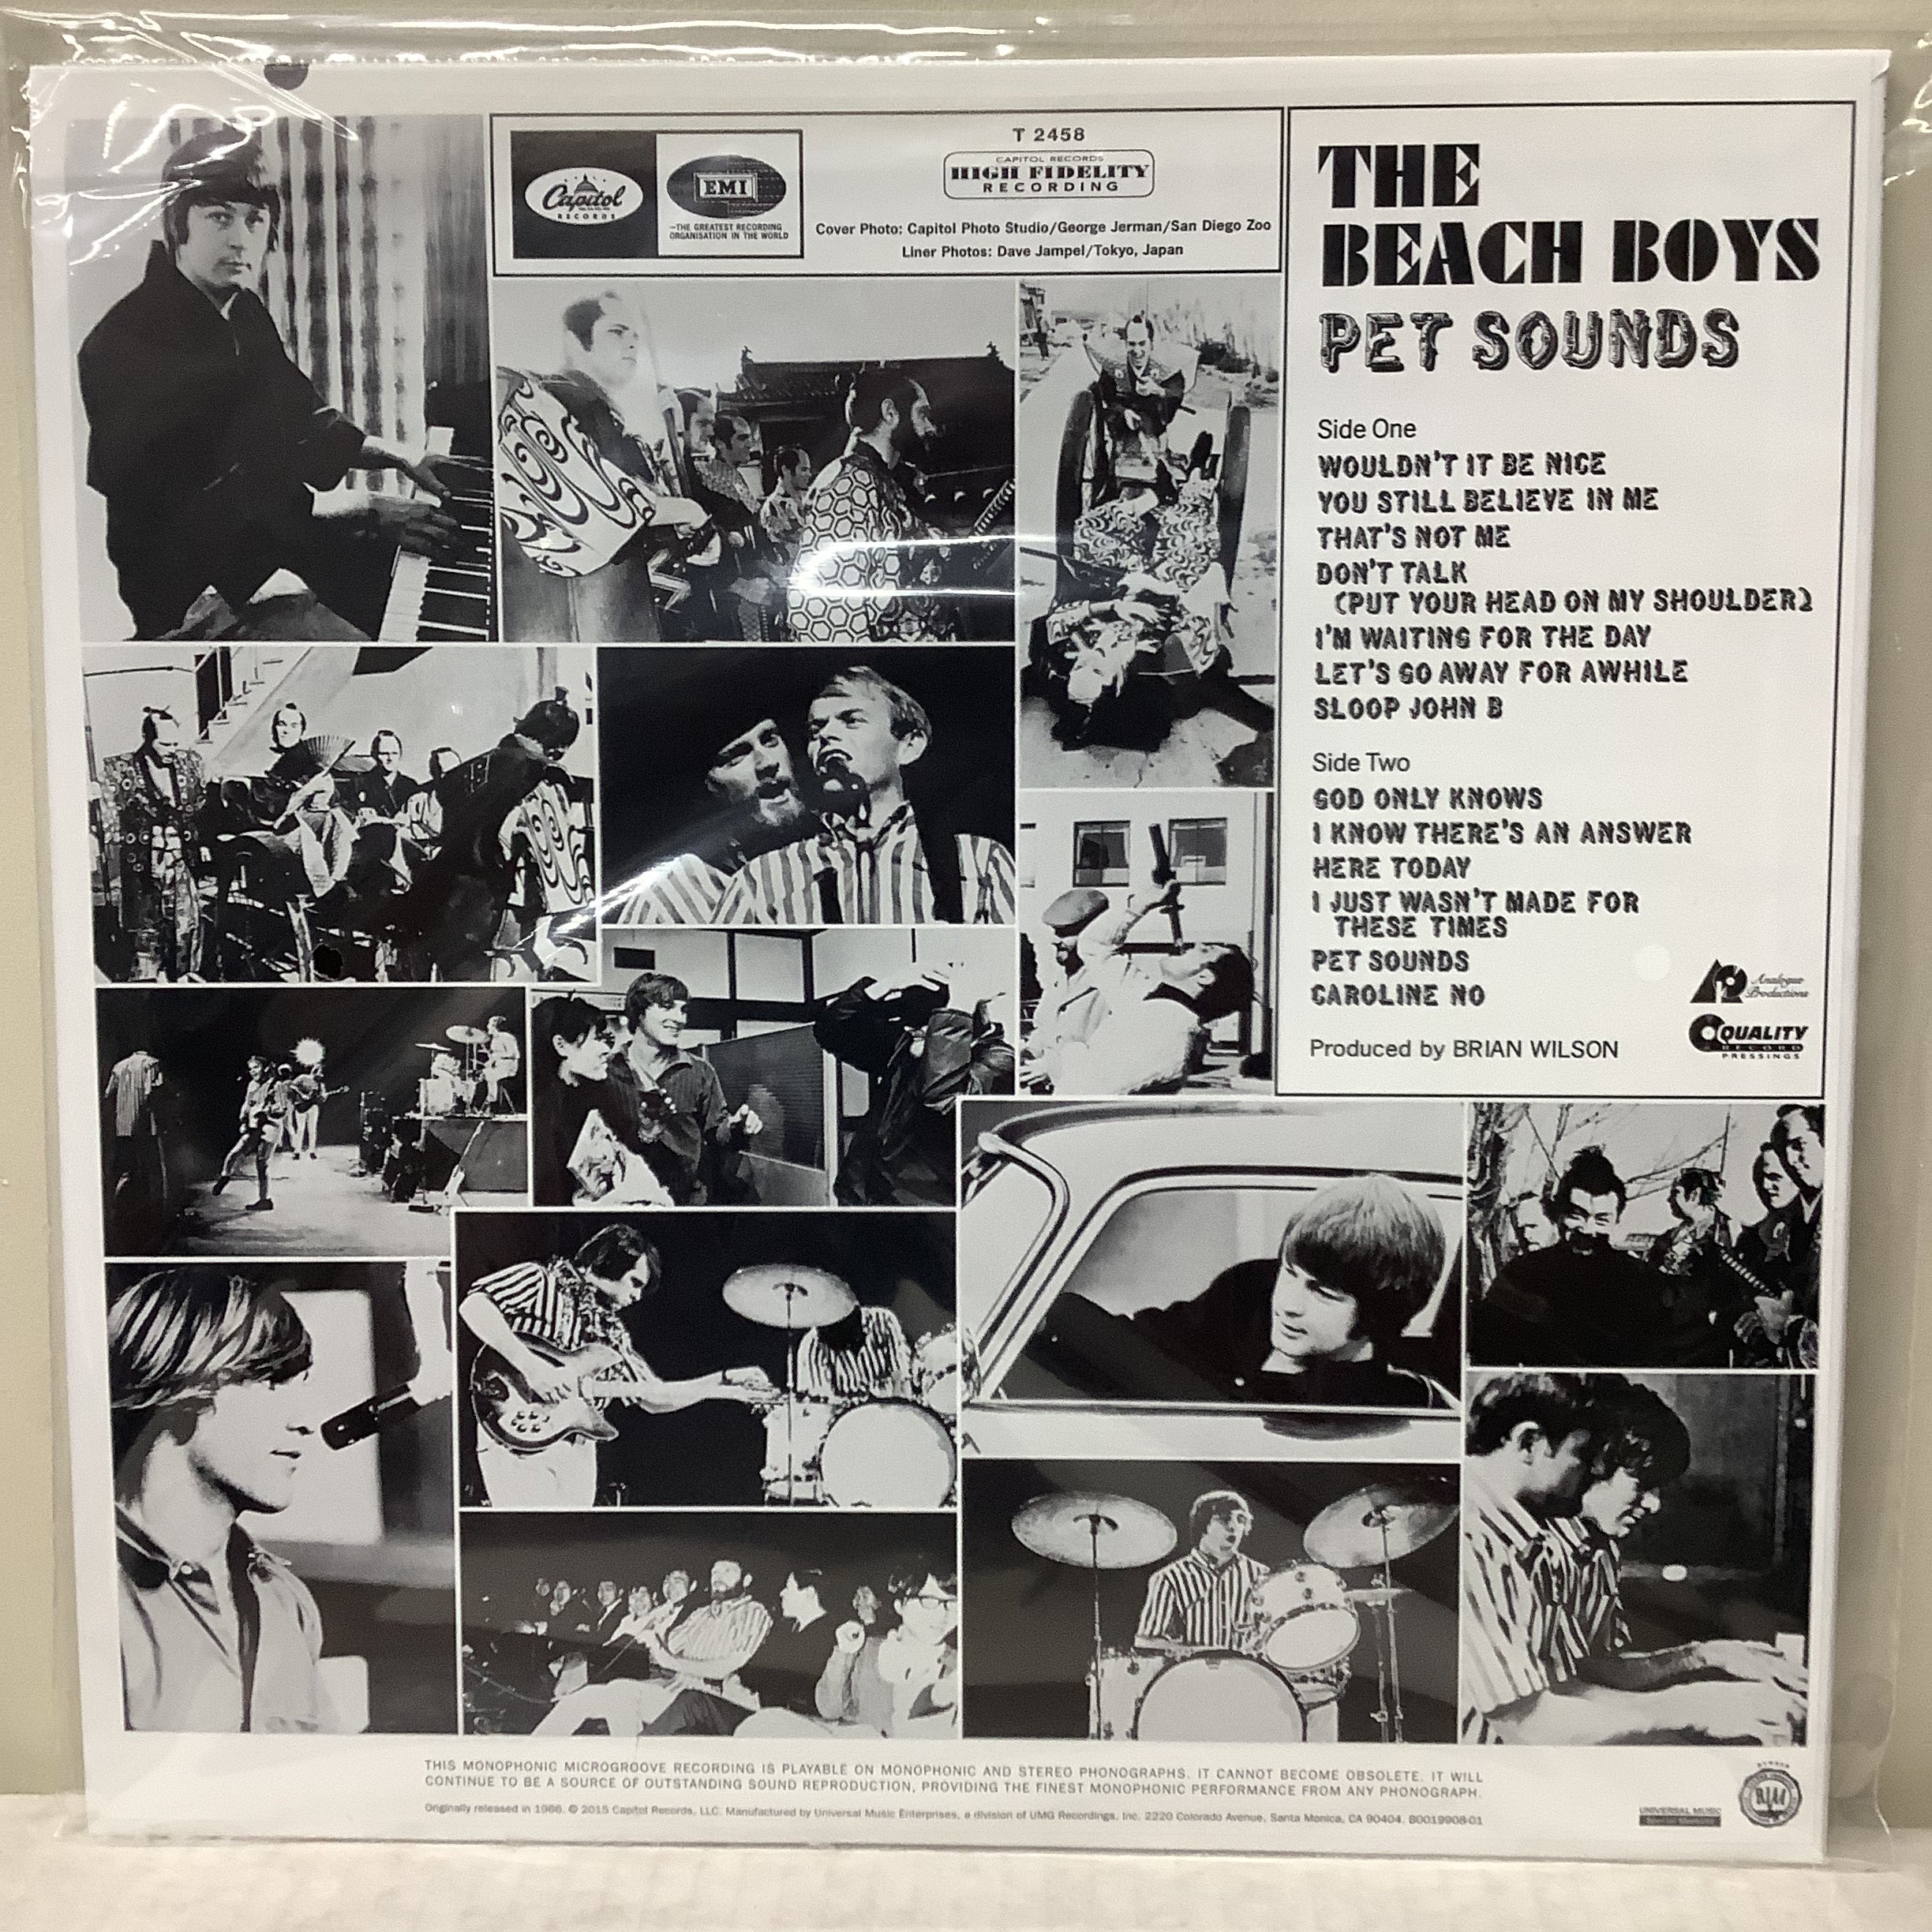 Capitol
RECORDS
EMI
—THE GREATEST RECORDING
ORGANISATION IN THE WORLD
T 2458
CAPITOL RECORDS
HIGH FIDELITY
RECORDING
Cover Photo: Capitol Photo Studio/George Jerman/San Diego Zoo
Liner Photos: Dave Jampel/Tokyo, Japan
THE
BEACH BOYS
PET SOUNDS
Side One
WOULDN'T IT BE NICE
YOU STILL BELIEVE IN ME
THAT'S NOT ME
DON'T TALK
(PUT YOUR HEAD ON MY SHOULDER)
I'M WAITING FOR THE DAY
LET'S GO AWAY FOR AWHILE
SLOOP JOHN B
Side Two
GOD ONLY KNOWS
I KNOW THERE'S AN ANSWER
HERE TODAY
I JUST WASN'T MADE FOR
THESE TIMES
PET SOUNDS
CAROLINE NO
Produced by BRIAN WILSON
Analogue
Productions
QUALITY
RECORD
PRESSINGS
THIS MONOPHONIC MICROGROOVE RECORDING IS PLAYABLE ON MONOPHONIC AND STEREO PHONOGRAPHS. IT CANNOT BECOME OBSOLETE. IT WILL
CONTINUE TO BE A SOURCE OF OUTSTANDING SOUND REPRODUCTION, PROVIDING THE FINEST MONOPHONIC PERFORMANCE FROM ANY PHONOGRAPH.
Originally released in 1966. © 2015 Capitol Records, LLC. Manufactured by Universal Music Enterprises, a division of UMG Recordings, Inc. 2220 Colorado Avenue, Santa Monica, CA 90404. B0019908-01
UNIVERSAL MUSIC